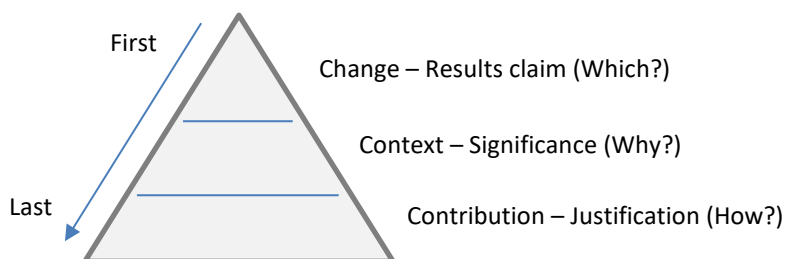 First
Change – Results claim (Which?)
Context – Significance (Why?)
Last
Contribution – Justification (How?)